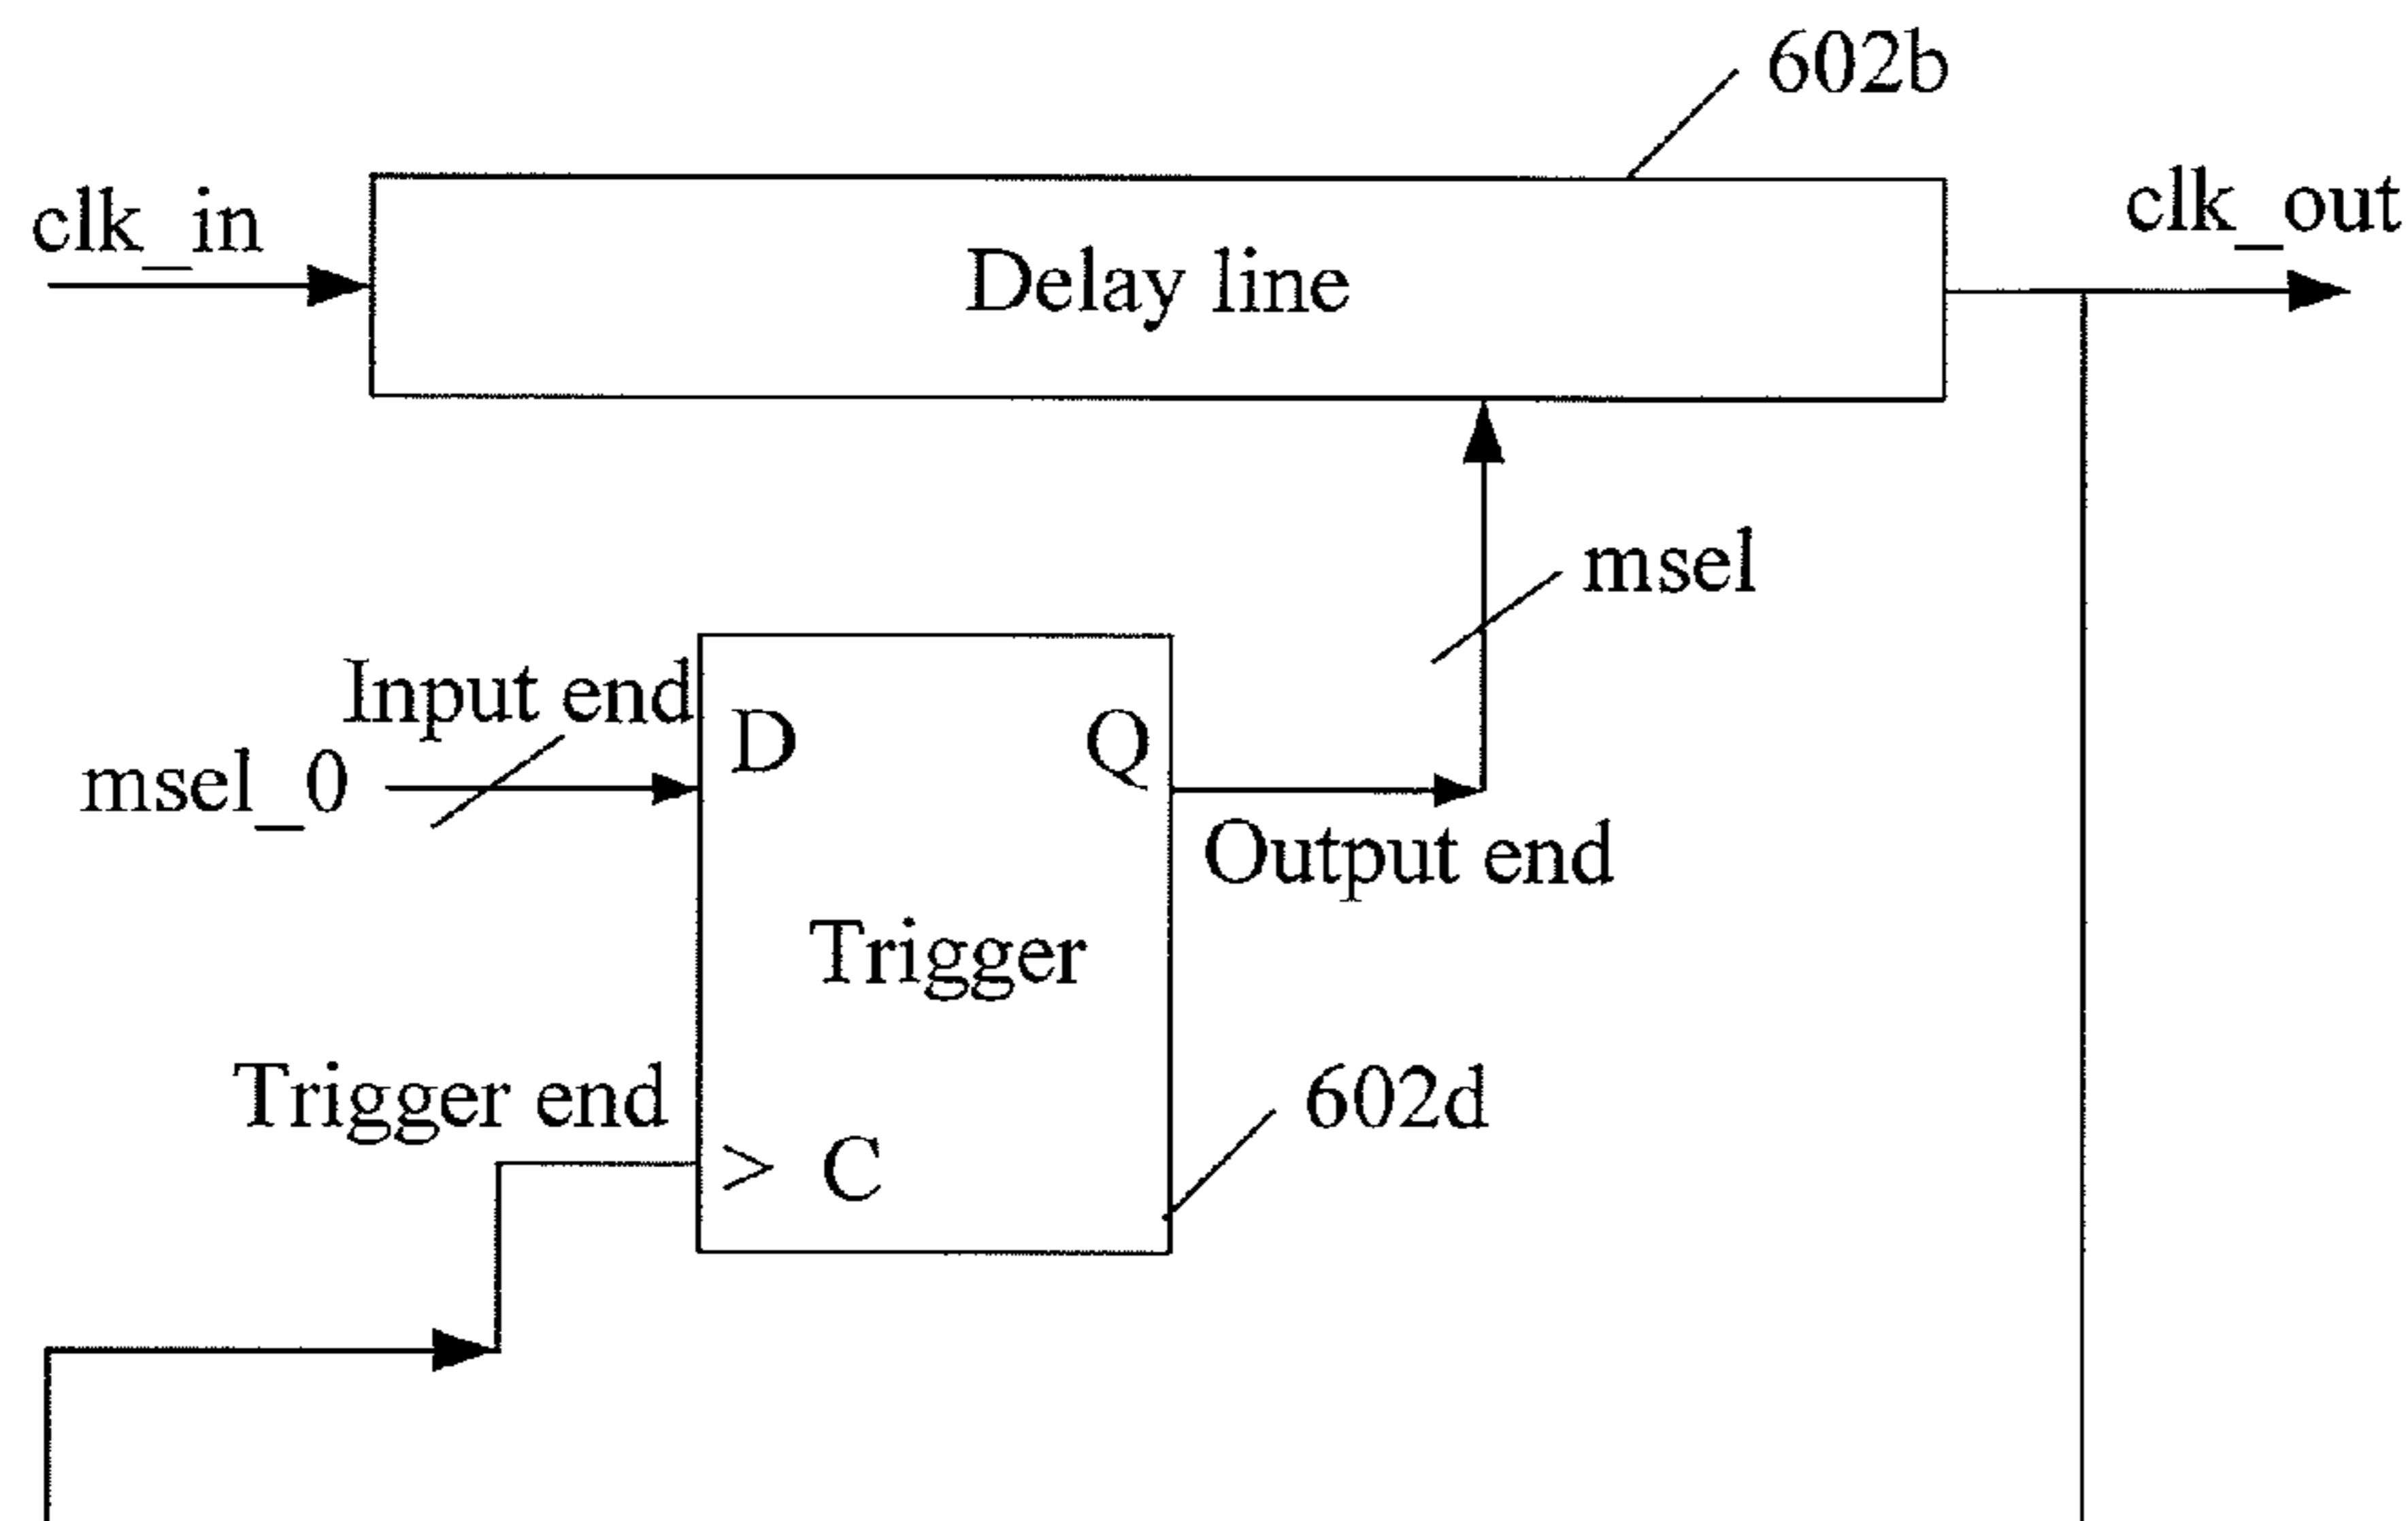 602b
clk_in
clk_out
Delay line
msel
Input end
msel_0
D
Q
Output end
Trigger
Trigger end
602d
> C